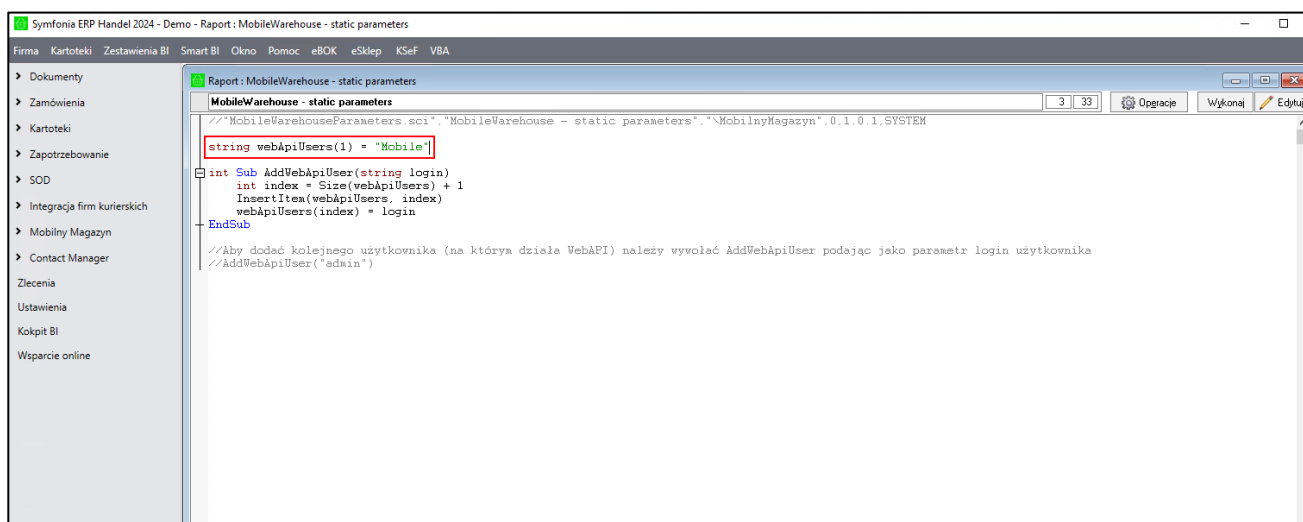 Symfonia ERP Handel 2024 - Demo - Raport : MobileWarehouse - static parameters
Firma Kartoteki Zestawienia BI Smart BI Okno Pomoc eBOK eSklep KSeF VBA
Dokumenty
Zamówienia
Kartoteki
Zapotrzebowanie
SOD
Integracja firm kurierskich
Mobilny Magazyn
Contact Manager
Zlecenia
Ustawienia
Kokpit BI
Wsparcie online
Raport : MobileWarehouse - static parameters
MobileWarehouse - static parameters 3 33 Operacje Wykonaj Edytuj
//"MobileWarehouseParameters.sci","MobileWarehouse - static parameters","\MobilnyMagazyn",0,1.0.1,SYSTEM
string webApiUsers(1) = "Mobile"
int Sub AddWebApiUser(string login)
int index = Size(webApiUsers) + 1
InsertItem(webApiUsers, index)
webApiUsers(index) = login
EndSub
//Aby dodać kolejnego użytkownika (na którym działa WebAPI) należy wywołać AddWebApiUser podając jako parametr login użytkownika
//AddWebApiUser("admin")